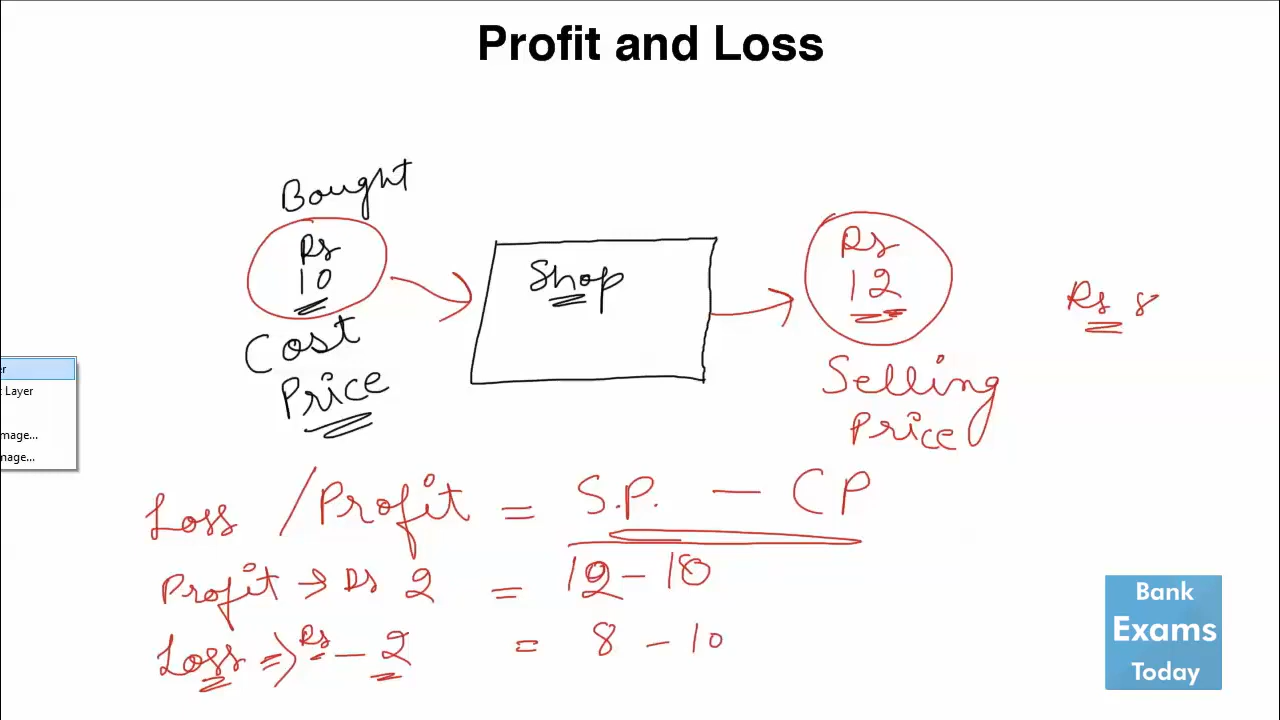 Profit and Loss
Bought
Rs
10
Cost
Price
Shop
Rs
12
Selling
Price
Rs 8
er
t Layer
mage...
mage...
Loss / Profit = S.P. — CP
Profit → Rs 2 = 12 – 10
Loss ⇒ Rs – 2 = 8 – 10
Bank
Exams
Today